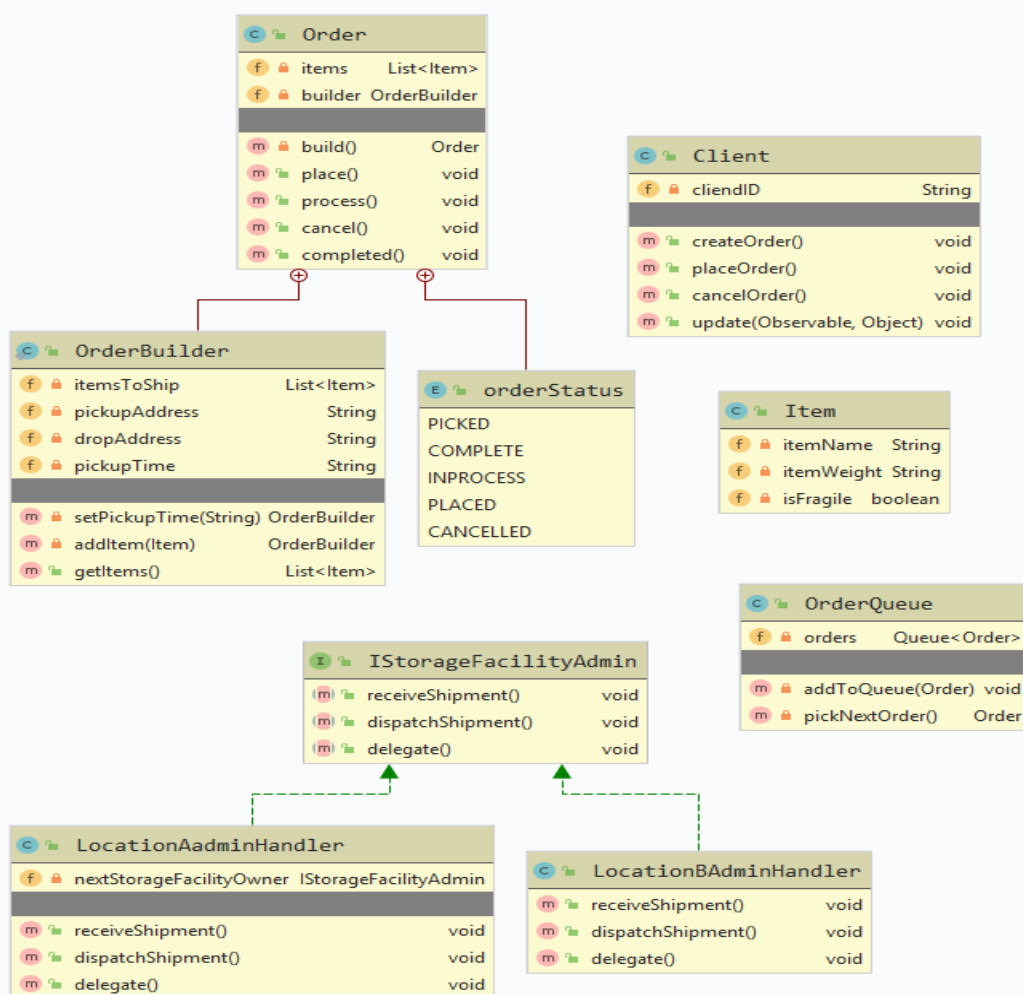 Order
items List<Item>
builder OrderBuilder
build() Order
place() void
process() void
cancel() void
completed() void
Client
cliendID String
createOrder() void
placeOrder() void
cancelOrder() void
update(Observable, Object) void
OrderBuilder
itemsToShip List<Item>
pickupAddress String
dropAddress String
pickupTime String
setPickupTime(String) OrderBuilder
addItem(Item) OrderBuilder
getItems() List<Item>
orderStatus
PICKED
COMPLETE
INPROCESS
PLACED
CANCELLED
Item
itemName String
itemWeight String
isFragile boolean
OrderQueue
orders Queue<Order>
addToQueue(Order) void
pickNextOrder() Order
IStorageFacilityAdmin
receiveShipment() void
dispatchShipment() void
delegate() void
LocationAadminHandler
nextStorageFacilityOwner IStorageFacilityAdmin
receiveShipment() void
dispatchShipment() void
delegate() void
LocationBAdminHandler
receiveShipment() void
dispatchShipment() void
delegate() void